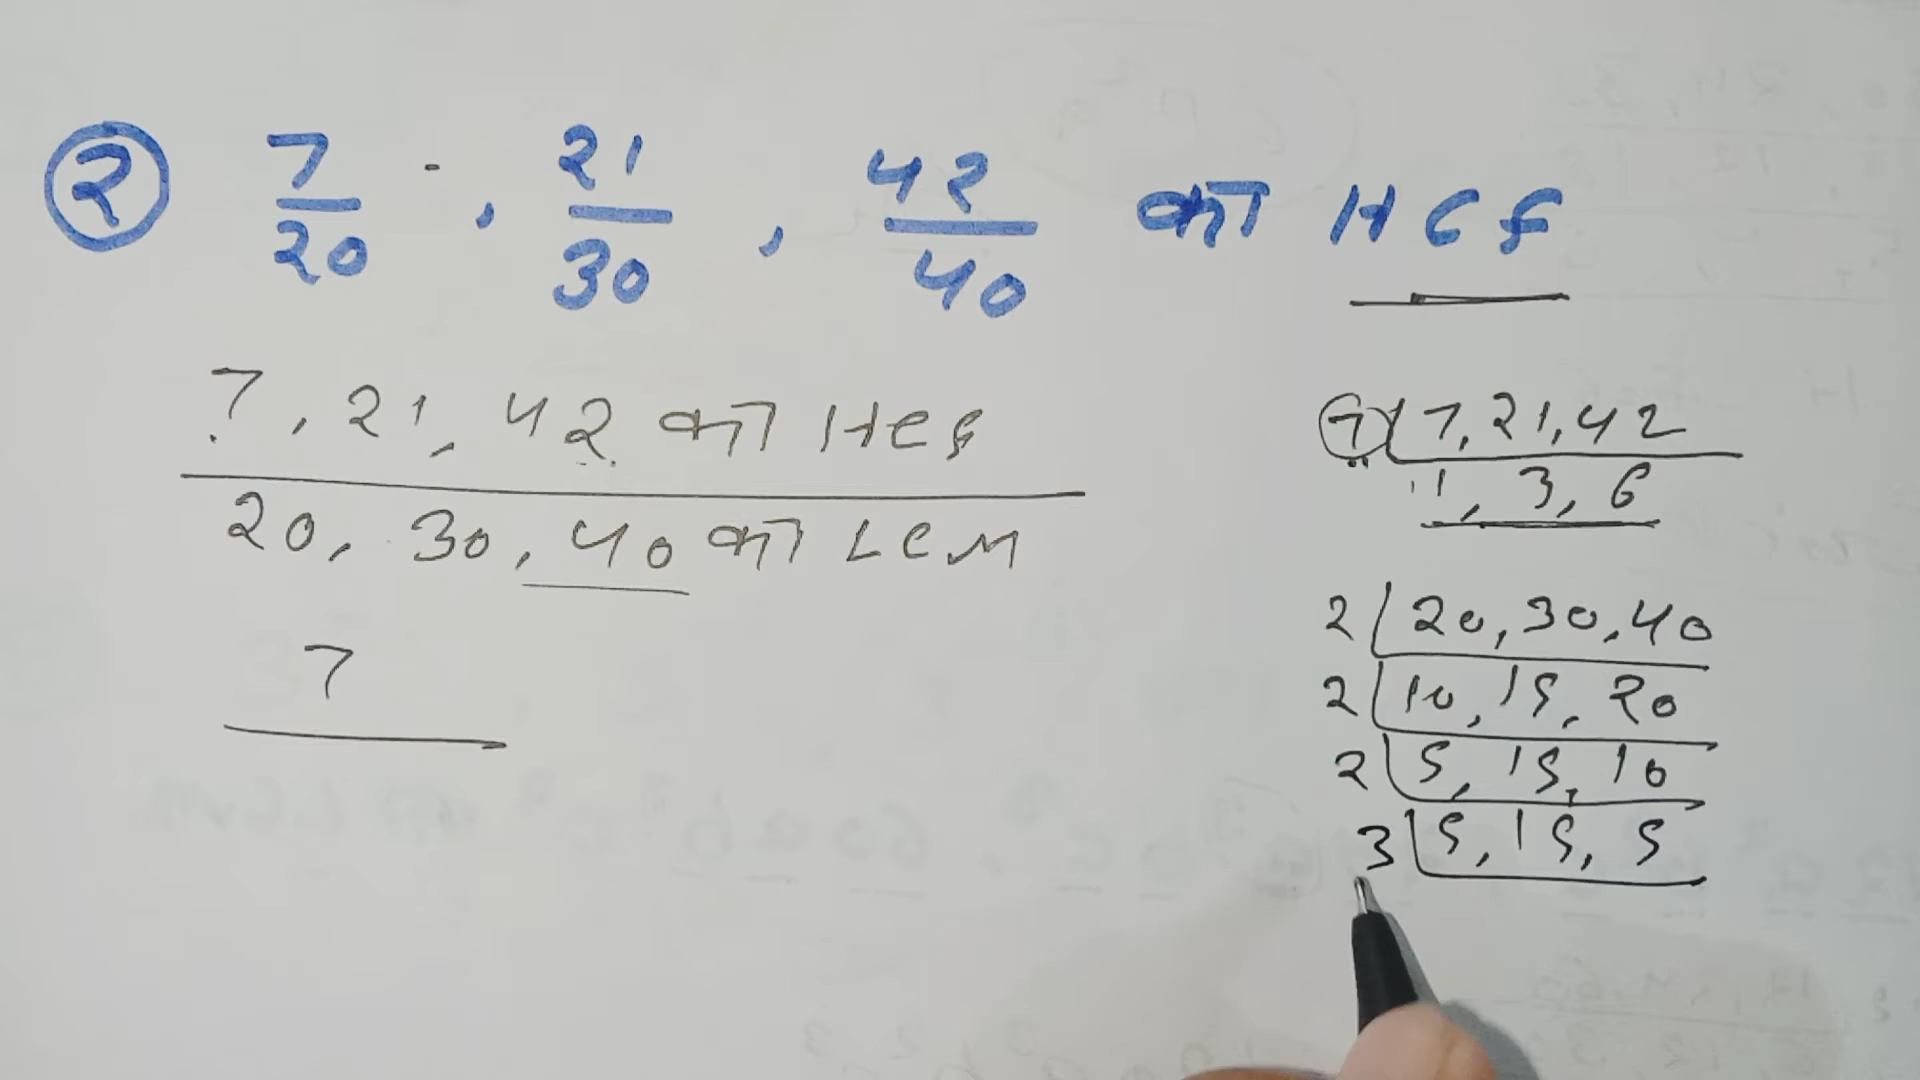 2 7/20 , 21/30 , 42/40 को HCF
7, 21, 42 को HCF
20, 30, 40 को LCM
7
7 7, 21, 42
1, 3, 6
2 20, 30, 40
2 10, 15, 20
2 5, 15, 10
3 5, 15, 5